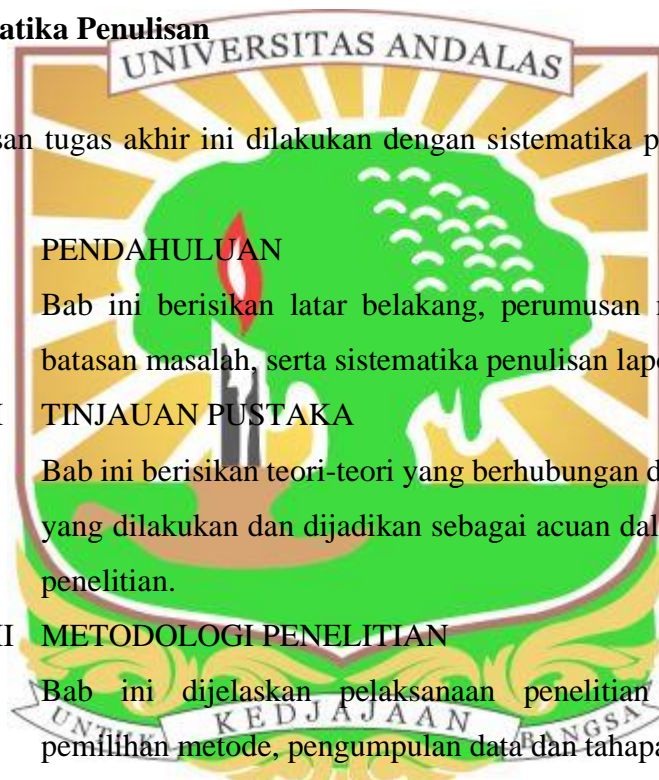 atika Penulisan
UNIVERSITAS ANDALAS
san tugas akhir ini dilakukan dengan sistematika p
PENDAHULUAN
Bab ini berisikan latar belakang, perumusan
batasan masalah, serta sistematika penulisan lap
I TINJAUAN PUSTAKA
Bab ini berisikan teori-teori yang berhubungan d
yang dilakukan dan dijadikan sebagai acuan dal
penelitian.
II METODOLOGI PENELITIAN
Bab ini dijelaskan pelaksanaan penelitian
UNTUK KEDJAJAAN BANGSA
pemilihan metode, pengumpulan data dan tahapa